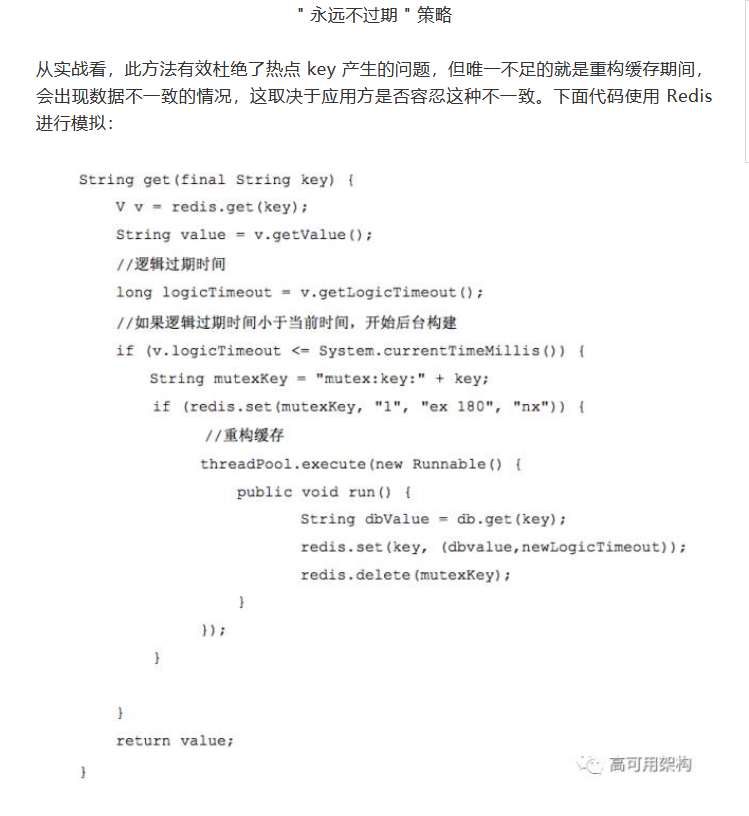 " 永远不过期 " 策略
从实战看，此方法有效杜绝了热点 key 产生的问题，但唯一不足的就是重构缓存期间，
会出现数据不一致的情况，这取决于应用方是否容忍这种不一致。下面代码使用 Redis
进行模拟：
String get(final String key) {
V v = redis.get(key);
String value = v.getValue();
//逻辑过期时间
long logicTimeout = v.getLogicTimeout();
//如果逻辑过期时间小于当前时间，开始后台构建
if (v.logicTimeout <= System.currentTimeMillis()) {
String mutexKey = "mutex:key:" + key;
if (redis.set(mutexKey, "1", "ex 180", "nx")) {
//重构缓存
threadPool.execute(new Runnable() {
public void run() {
String dbValue = db.get(key);
redis.set(key, (dbvalue,newLogicTimeout));
redis.delete(mutexKey);
}
});
}
}
return value;
}
高可用架构